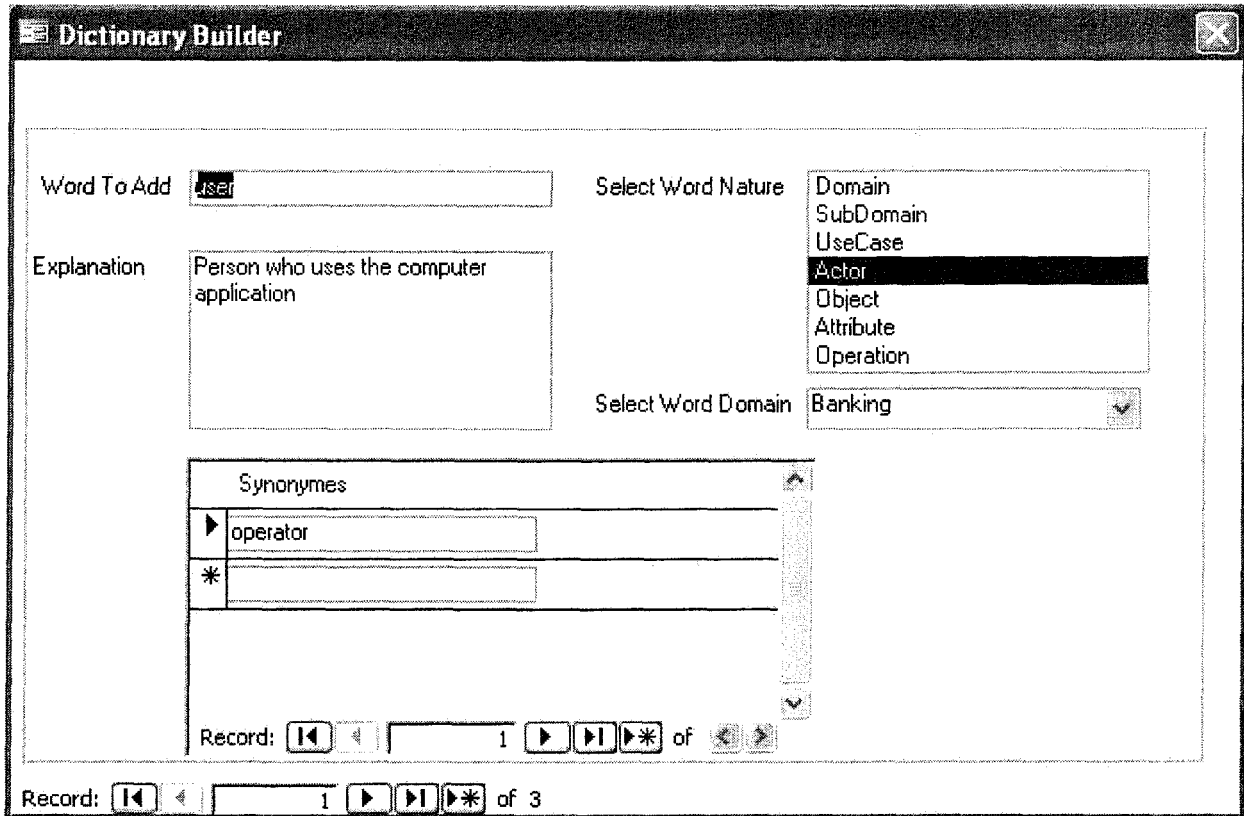 Dictionary Builder
Word To Add user
Select Word Nature
Domain
SubDomain
UseCase
Actor
Object
Attribute
Operation
Explanation
Person who uses the computer
application
Select Word Domain Banking
Synonymes
operator
Record: 1 of
Record: 1 of 3